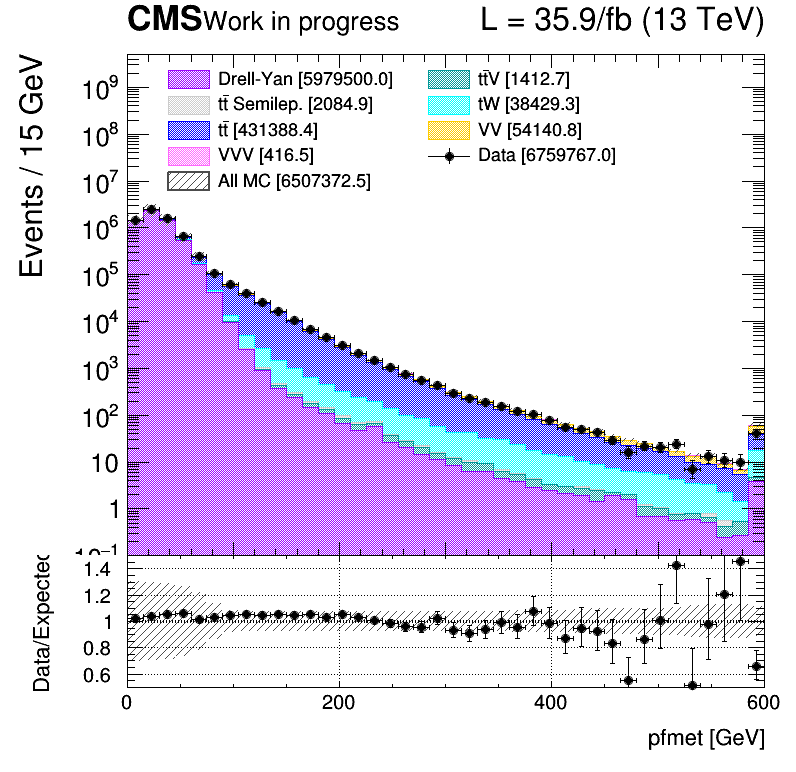 CMS Work in progress L = 35.9/fb (13 TeV)
Events / 15 GeV
Drell-Yan [5979500.0]
tt̄ Semilep. [2084.9]
tt̄ [431388.4]
VVV [416.5]
All MC [6507372.5]
tt̄V [1412.7]
tW [38429.3]
VV [54140.8]
Data [6759767.0]
10⁹
10⁸
10⁷
10⁶
10⁵
10⁴
10³
10²
10
1
10⁻¹
Data/Expected
1.4
1.2
1
0.8
0.6
0 200 400 600
pfmet [GeV]